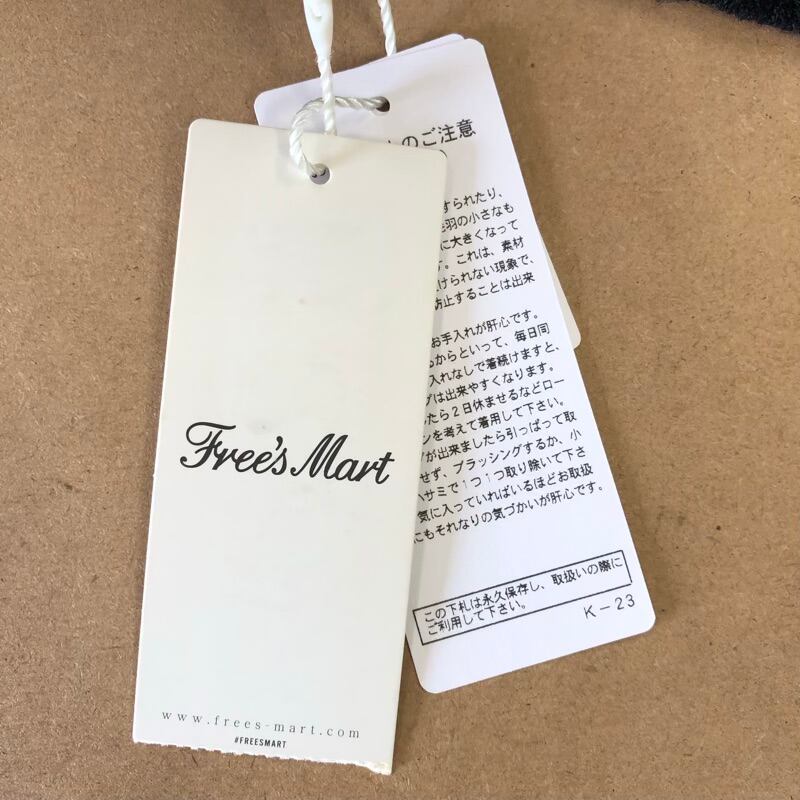 Free's Mart
www.frees-mart.com
#FREESMART
のご注意
すられたり、
羽の小さなも
に大きくなって
す。これは、素材
けられない現象で、
防止することは出来
お手入れが肝心です。
るからといって、毎日同
入れなしで着続けますと、
グは出来やすくなります。
ったら2日休ませるなどロー
ンを考えて着用して下さい。
が出来ましたら引っぱって取
せず、ブラッシングするか、小
ハサミで1つ1つ取り除いて下さ
気に入っていればいるほどお取扱
にもそれなりの気づかいが肝心です。
この下札は永久保存し、取扱いの際に
ご利用して下さい。
K-23